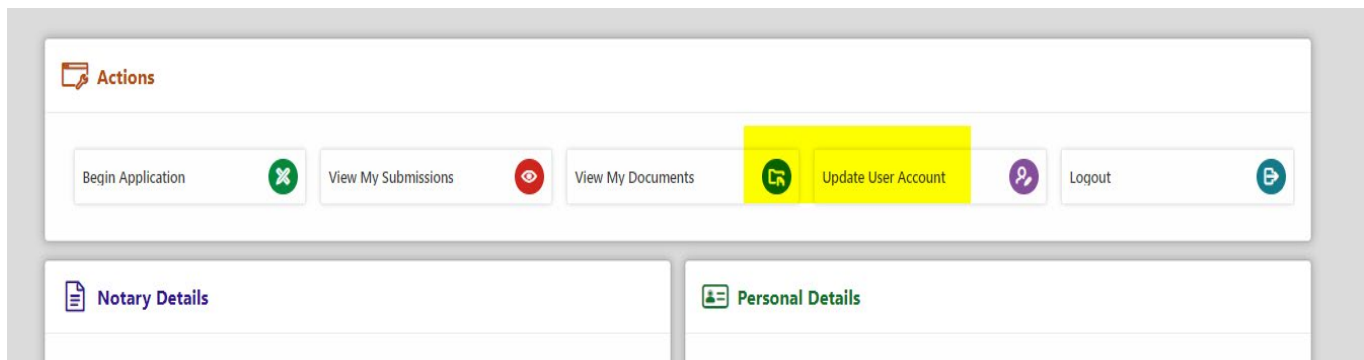 Actions
Begin Application
View My Submissions
View My Documents
Update User Account
Logout
Notary Details
Personal Details